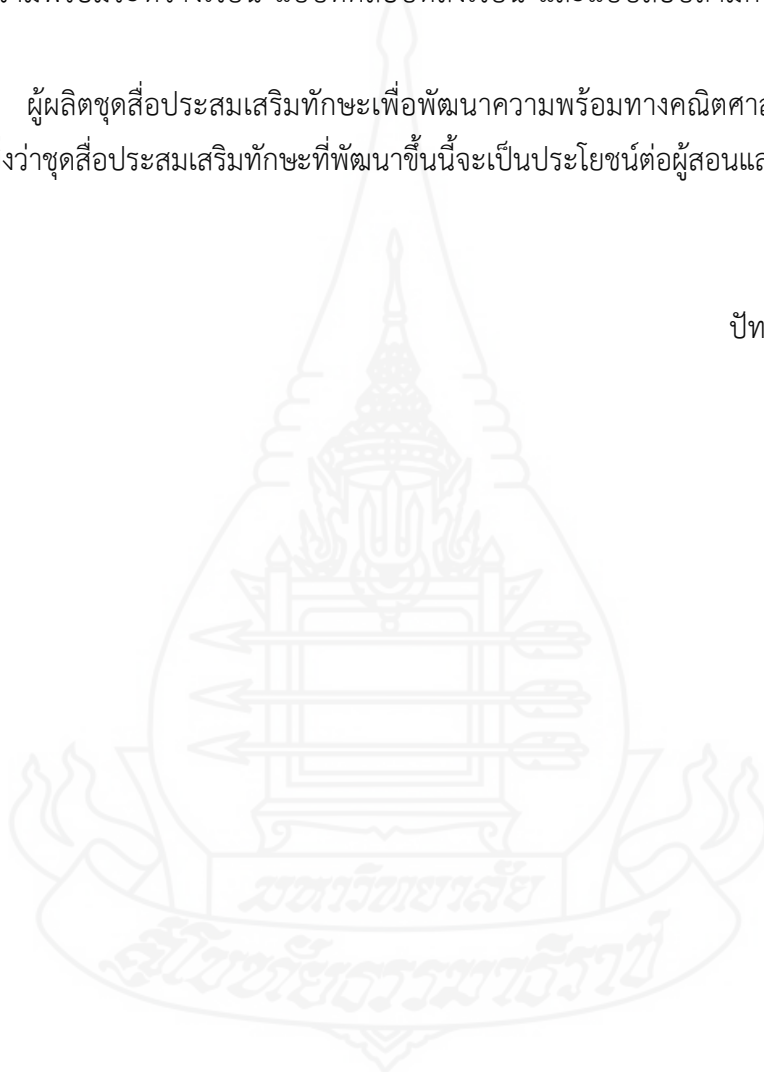 ผู้ผลิตชุดสื่อประสมเสริมทักษะเพื่อพัฒนาความพร้อมทางคณิตศา
งว่าชุดสื่อประสมเสริมทักษะที่พัฒนาขึ้นนี้จะเป็นประโยชน์ต่อผู้สอนแล
ปัท
มหาวิทยาลัย
สุโขทัยธรรมาธิราช